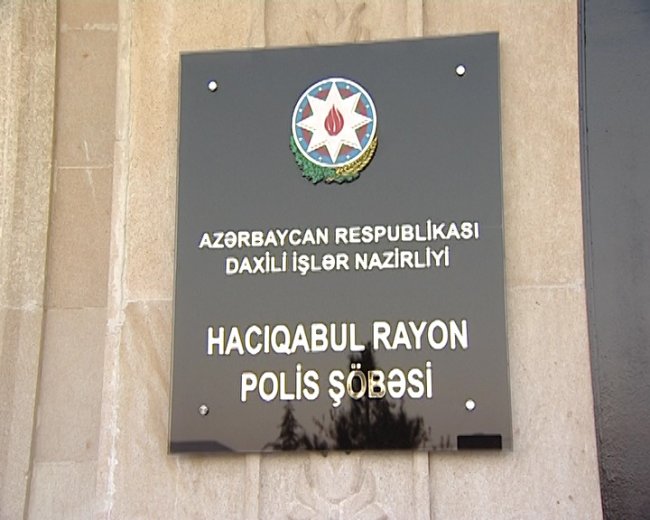 AZƏRBAYCAN RESPUBLİKASI
DAXİLİ İŞLƏR NAZİRLİYİ
HACIQABUL RAYON
POLİS ŞÖBƏSİ